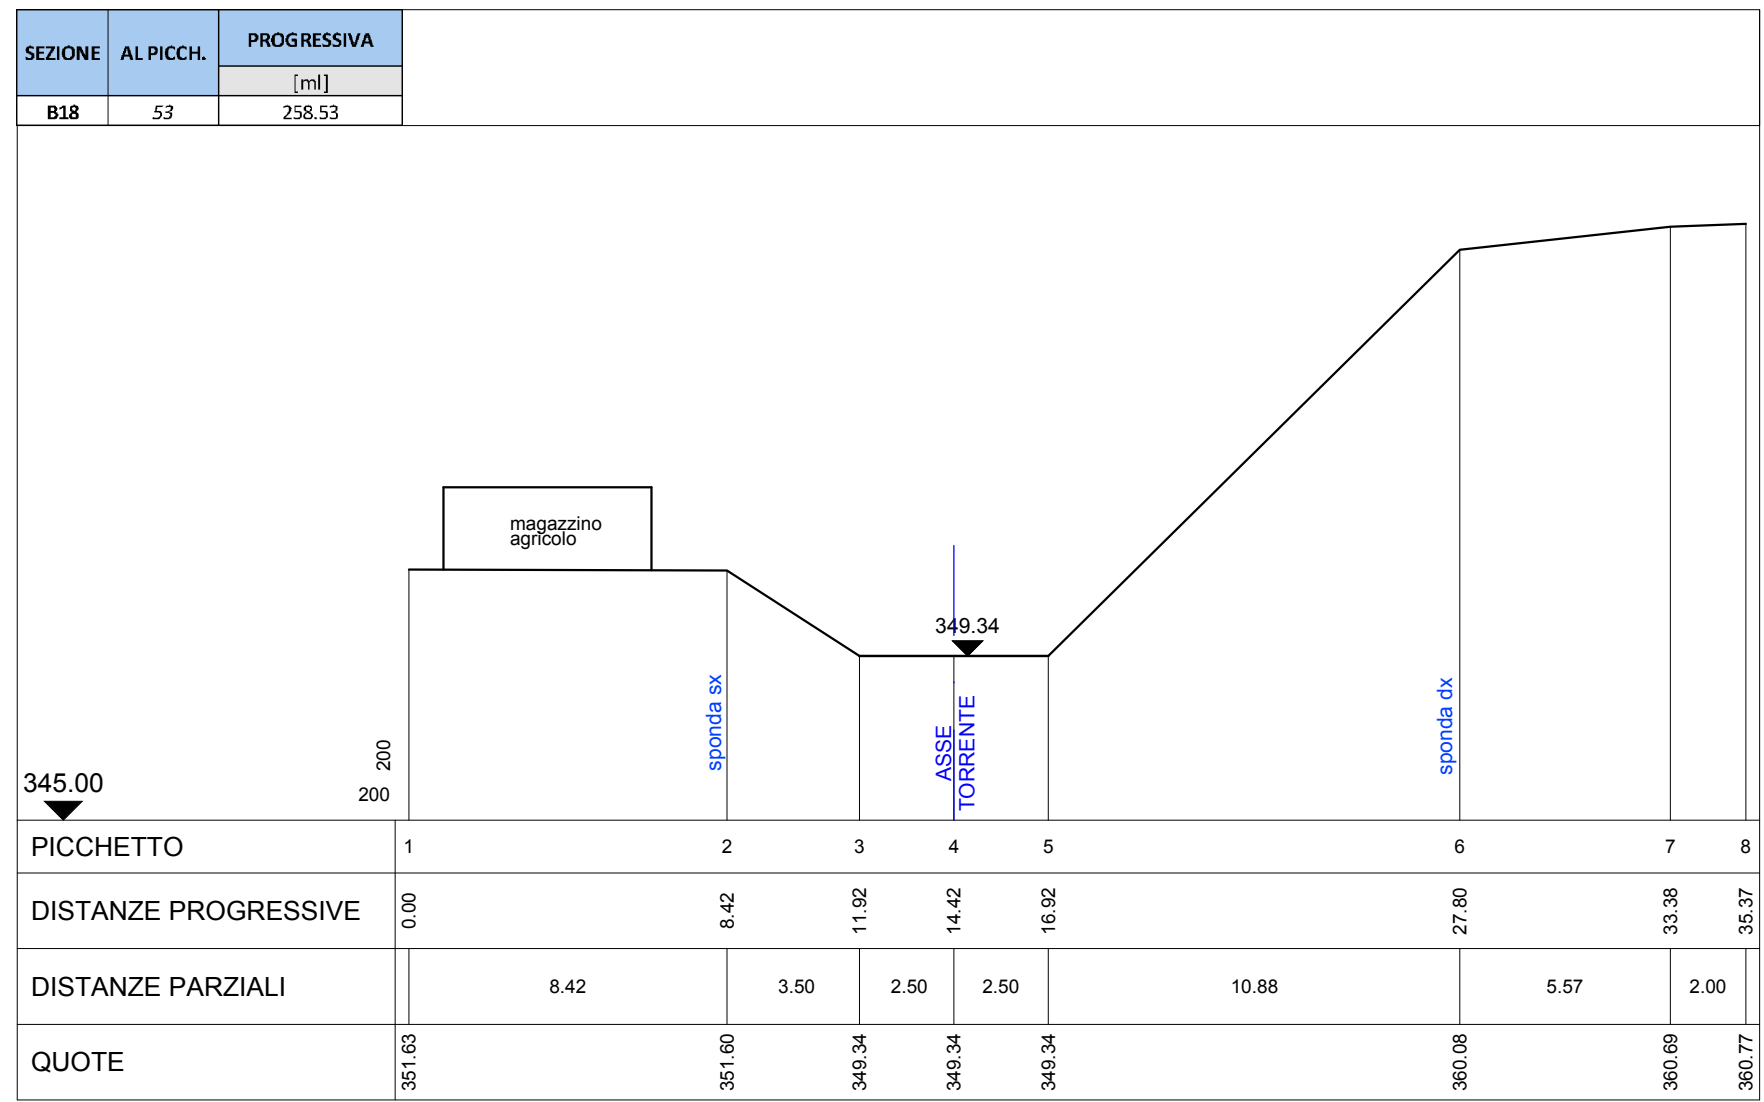 SEZIONE AL PICCH. PROGRESSIVA
[ml]
B18 53 258.53
magazzino
agricolo
349.34
sponda sx
ASSE
TORRENTE
sponda dx
200
200
345.00
PICCHETTO 1 2 3 4 5 6 7 8
DISTANZE PROGRESSIVE 0.00 8.42 11.92 14.42 16.92 27.80 33.38 35.37
DISTANZE PARZIALI 8.42 3.50 2.50 2.50 10.88 5.57 2.00
QUOTE 351.63 351.60 349.34 349.34 349.34 360.08 360.69 360.77